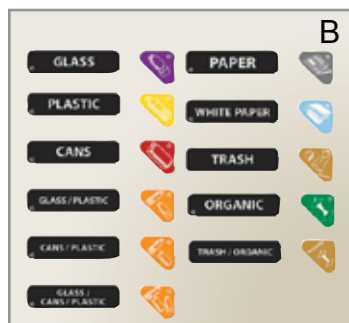 B
GLASS
PLASTIC
CANS
GLASS / PLASTIC
CANS / PLASTIC
GLASS /
CANS / PLASTIC
PAPER
WHITE PAPER
TRASH
ORGANIC
TRASH / ORGANIC